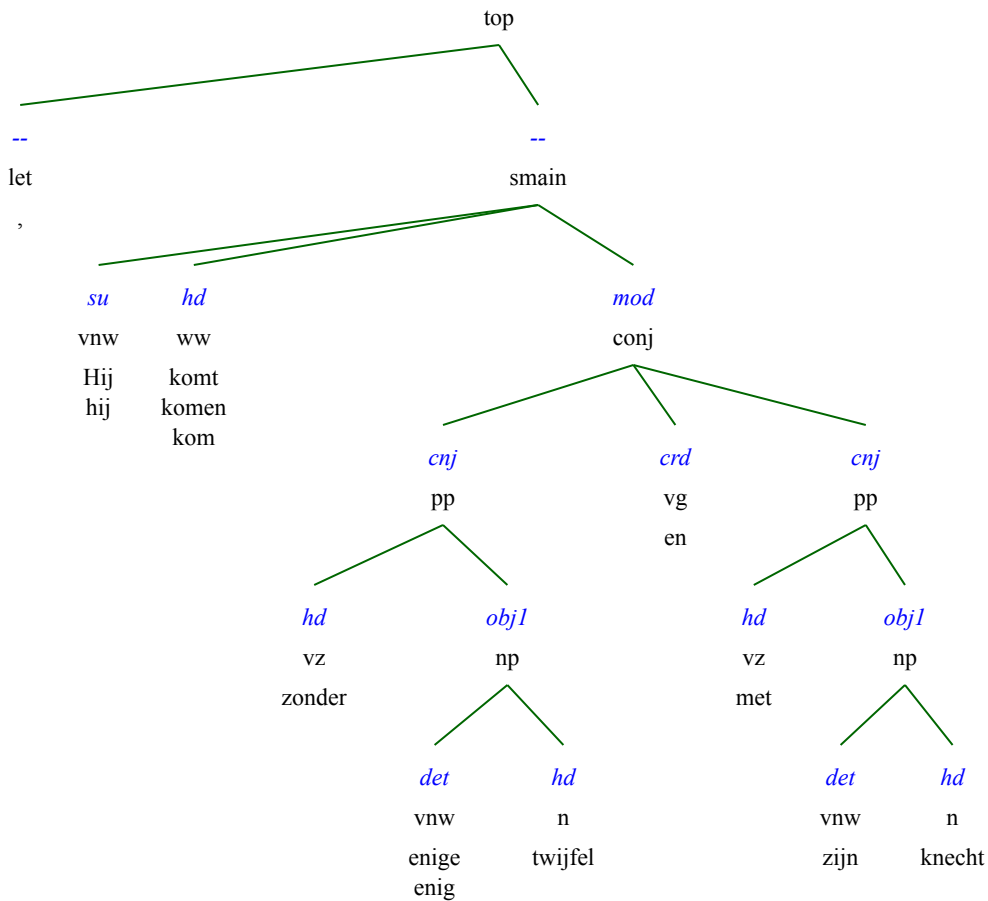 top
-- --
let smain
,
su hd mod
vnw ww conj
Hij komt
hij komen
kom
cnj crd cnj
pp vg pp
en
hd obj1 hd obj1
vz np vz np
zonder met
det hd det hd
vnw n vnw n
enige twijfel zijn knecht
enig